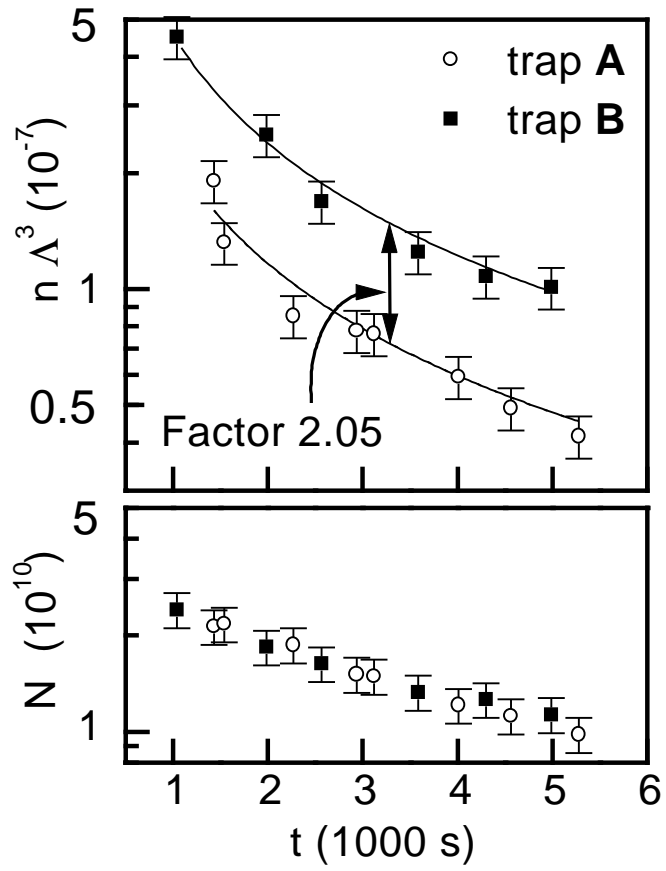 5
trap A
trap B
n Λ³ (10⁻⁷)
1
0.5
Factor 2.05
5
N (10¹⁰)
1
1 2 3 4 5 6
t (1000 s)